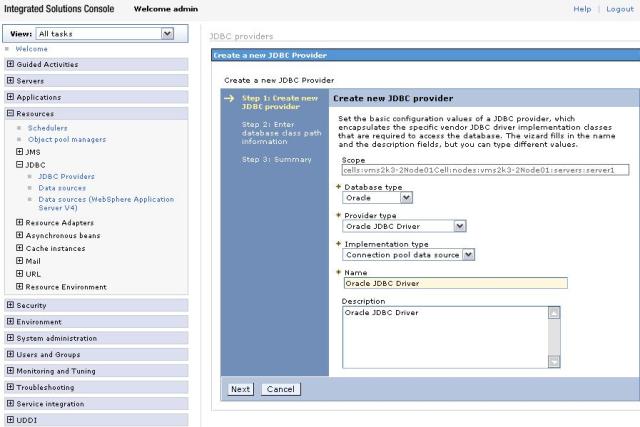 Integrated Solutions Console Welcome admin
Help | Logout
View: All tasks
Welcome
Guided Activities
Servers
Applications
Resources
Schedulers
Object pool managers
JMS
JDBC
JDBC Providers
Data sources
Data sources (WebSphere Application
Server V4)
Resource Adapters
Asynchronous beans
Cache instances
Mail
URL
Resource Environment
Security
Environment
System administration
Users and Groups
Monitoring and Tuning
Troubleshooting
Service integration
UDDI
JDBC providers
Create a new JDBC Provider
Create a new JDBC Provider
Step 1: Create new
JDBC provider
Step 2: Enter
database class path
information
Step 3: Summary
Create new JDBC provider
Set the basic configuration values of a JDBC provider, which
encapsulates the specific vendor JDBC driver implementation classes
that are required to access the database. The wizard fills in the name
and the description fields, but you can type different values.
Scope
cells:vms2k3-2Node01Cell:nodes:vms2k3-2Node01:servers:server1
* Database type
Oracle
* Provider type
Oracle JDBC Driver
* Implementation type
Connection pool data source
* Name
Oracle JDBC Driver
Description
Oracle JDBC Driver
Next Cancel